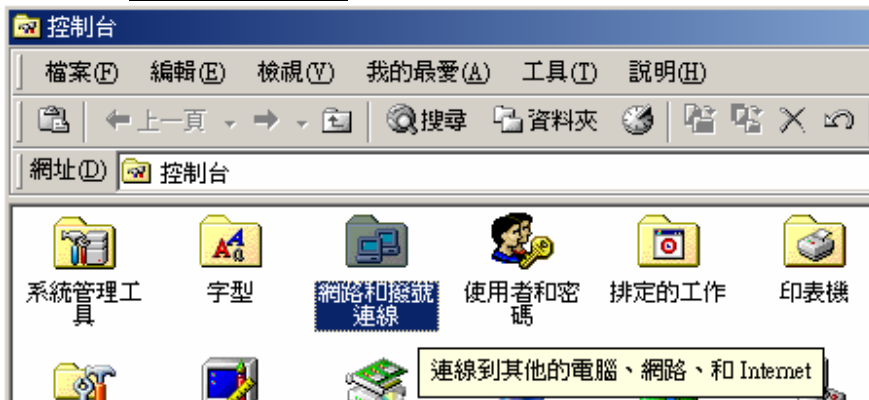 控制台
檔案(F) 編輯(E) 檢視(V) 我的最愛(A) 工具(T) 說明(H)
上一頁 搜尋 資料夾
網址(D) 控制台
系統管理工具 字型 網路和撥號連線 使用者和密碼 排定的工作 印表機
連線到其他的電腦、網路、和 Internet